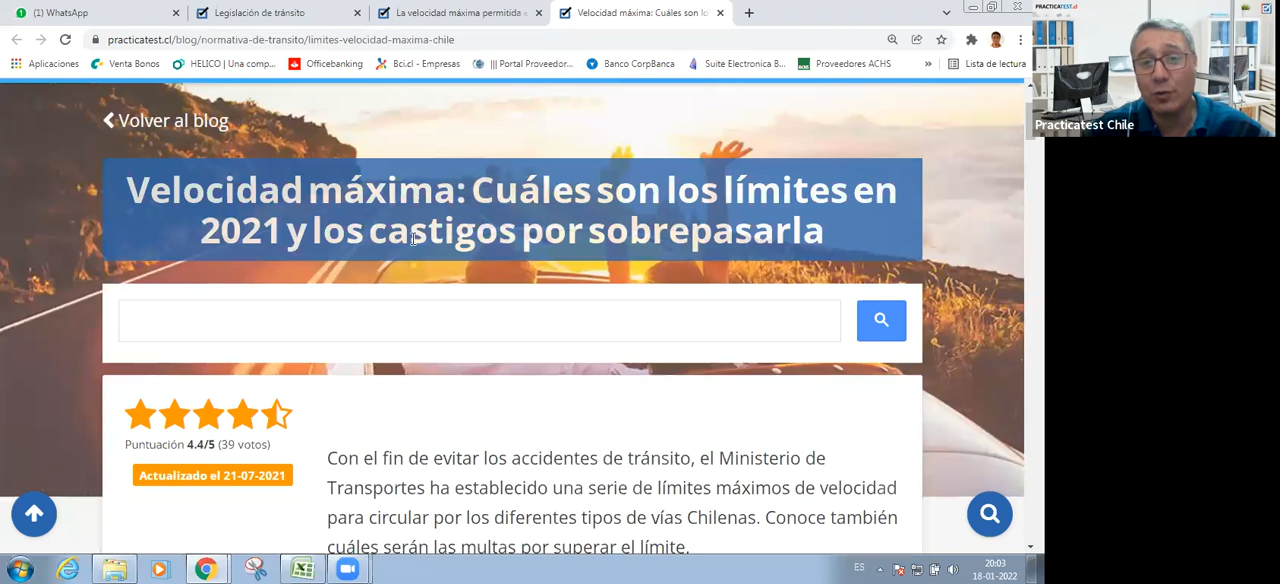 (1) WhatsApp
Legislación de tránsito
La velocidad máxima permitida e
Velocidad máxima: Cuáles son lo
practicatest.cl/blog/normativa-de-transito/limites-velocidad-maxima-chile
Aplicaciones
Venta Bonos
HELICO | Una comp...
Officebanking
Bci.cl - Empresas
||| Portal Proveedor...
Banco CorpBanca
Suite Electronica B...
Proveedores ACHS
»
Lista de lectura
PRACTICATEST.cl
Practicatest Chile
Volver al blog
Velocidad máxima: Cuáles son los límites en
2021 y los castigos por sobrepasarla
Puntuación 4.4/5 (39 votos)
Actualizado el 21-07-2021
Con el fin de evitar los accidentes de tránsito, el Ministerio de
Transportes ha establecido una serie de límites máximos de velocidad
para circular por los diferentes tipos de vías Chilenas. Conoce también
cuáles serán las multas por superar el límite.
ES
20:03
18-01-2022